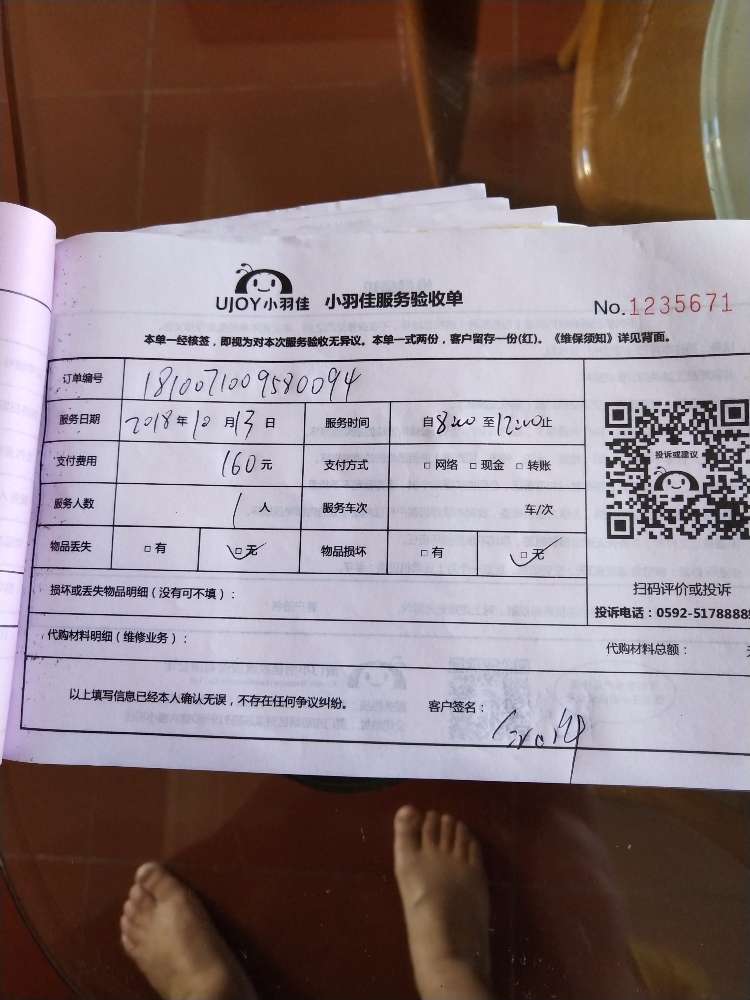 UJOY小羽佳 小羽佳服务验收单
No.1235671
本单一经核签，即视为对本次服务验收无异议。本单一式两份，客户留存一份(红)。《维保须知》详见背面。
订单编号 1810071009580094
服务日期 2018年10月13日 服务时间 自8:00至12:00止
支付费用 160元 支付方式 □网络 □现金 □转账
投诉或建议
服务人数 1人 服务车次 车/次
物品丢失 □有 □无 物品损坏 □有 □无
扫码评价或投诉
损坏或丢失物品明细（没有可不填）：
投诉电话：0592-5178888
代购材料明细（维修业务）：
代购材料总额：
以上填写信息已经本人确认无误，不存在任何争议纠纷。 客户签名：